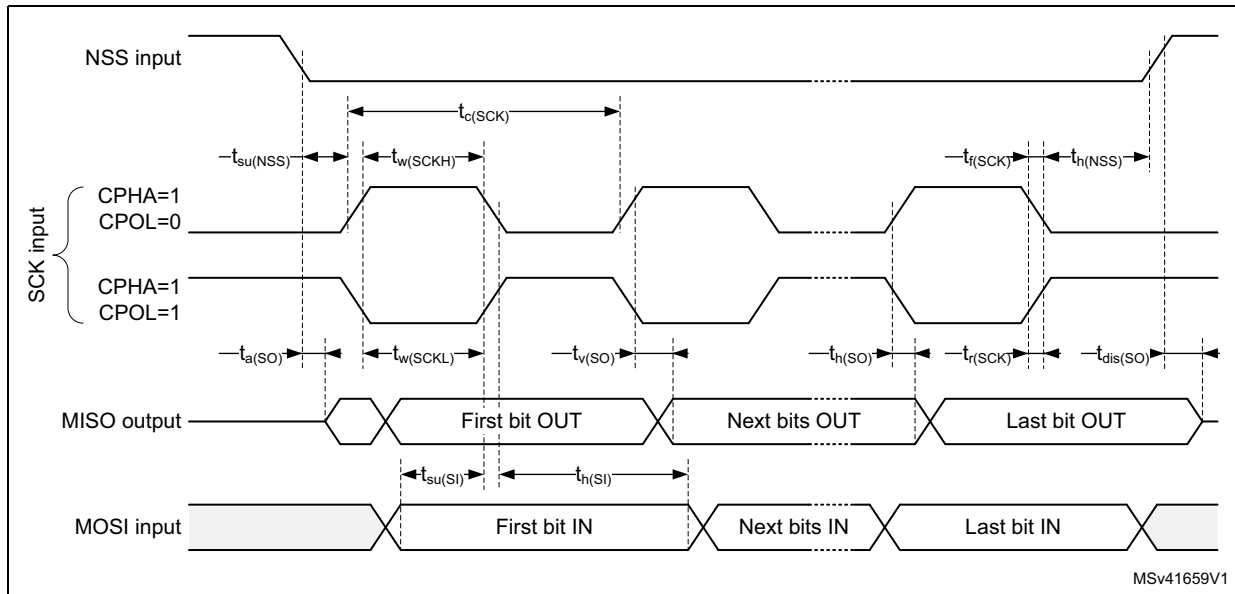 NSS input
tc(SCK)
tsu(NSS)
tw(SCKH)
tf(SCK)
th(NSS)
SCK input
CPHA=1
CPOL=0
CPHA=1
CPOL=1
ta(SO)
tw(SCKL)
tv(SO)
th(SO)
tr(SCK)
tdis(SO)
MISO output
First bit OUT
Next bits OUT
Last bit OUT
tsu(SI)
th(SI)
MOSI input
First bit IN
Next bits IN
Last bit IN
MSv41659V1